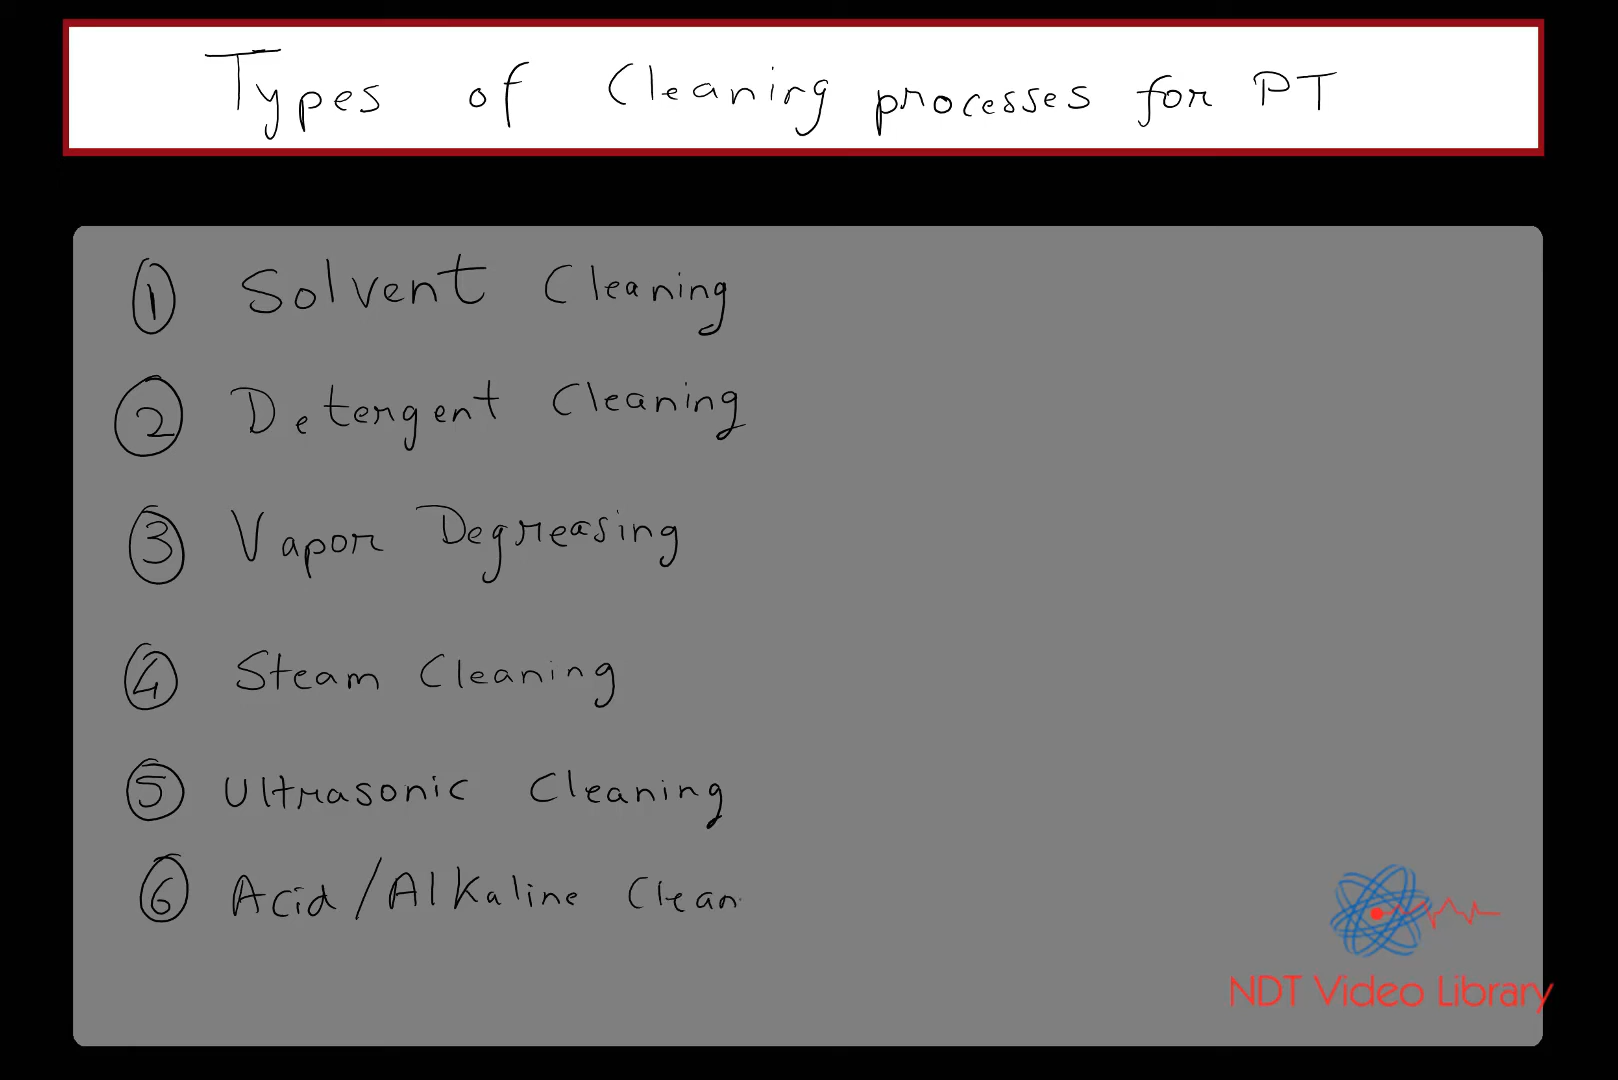 Types of Cleaning processes for PT
1 Solvent Cleaning
2 Detergent Cleaning
3 Vapor Degreasing
4 Steam Cleaning
5 Ultrasonic Cleaning
6 Acid/Alkaline Clean
NDT Video Library